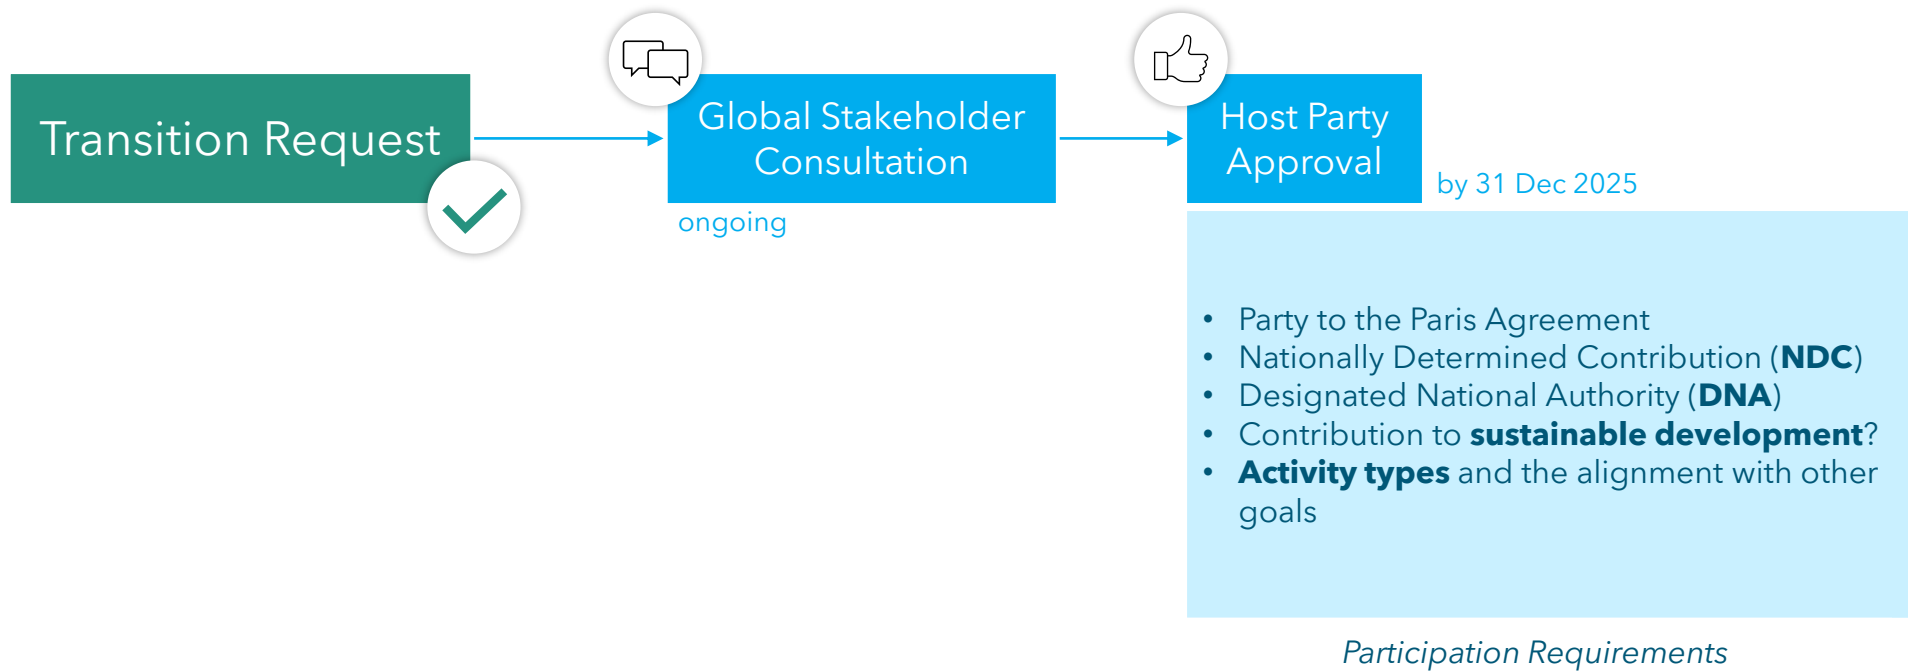 Transition Request
Global Stakeholder
Consultation
ongoing
Host Party
Approval
by 31 Dec 2025
• Party to the Paris Agreement
• Nationally Determined Contribution (NDC)
• Designated National Authority (DNA)
• Contribution to sustainable development?
• Activity types and the alignment with other
goals
Participation Requirements